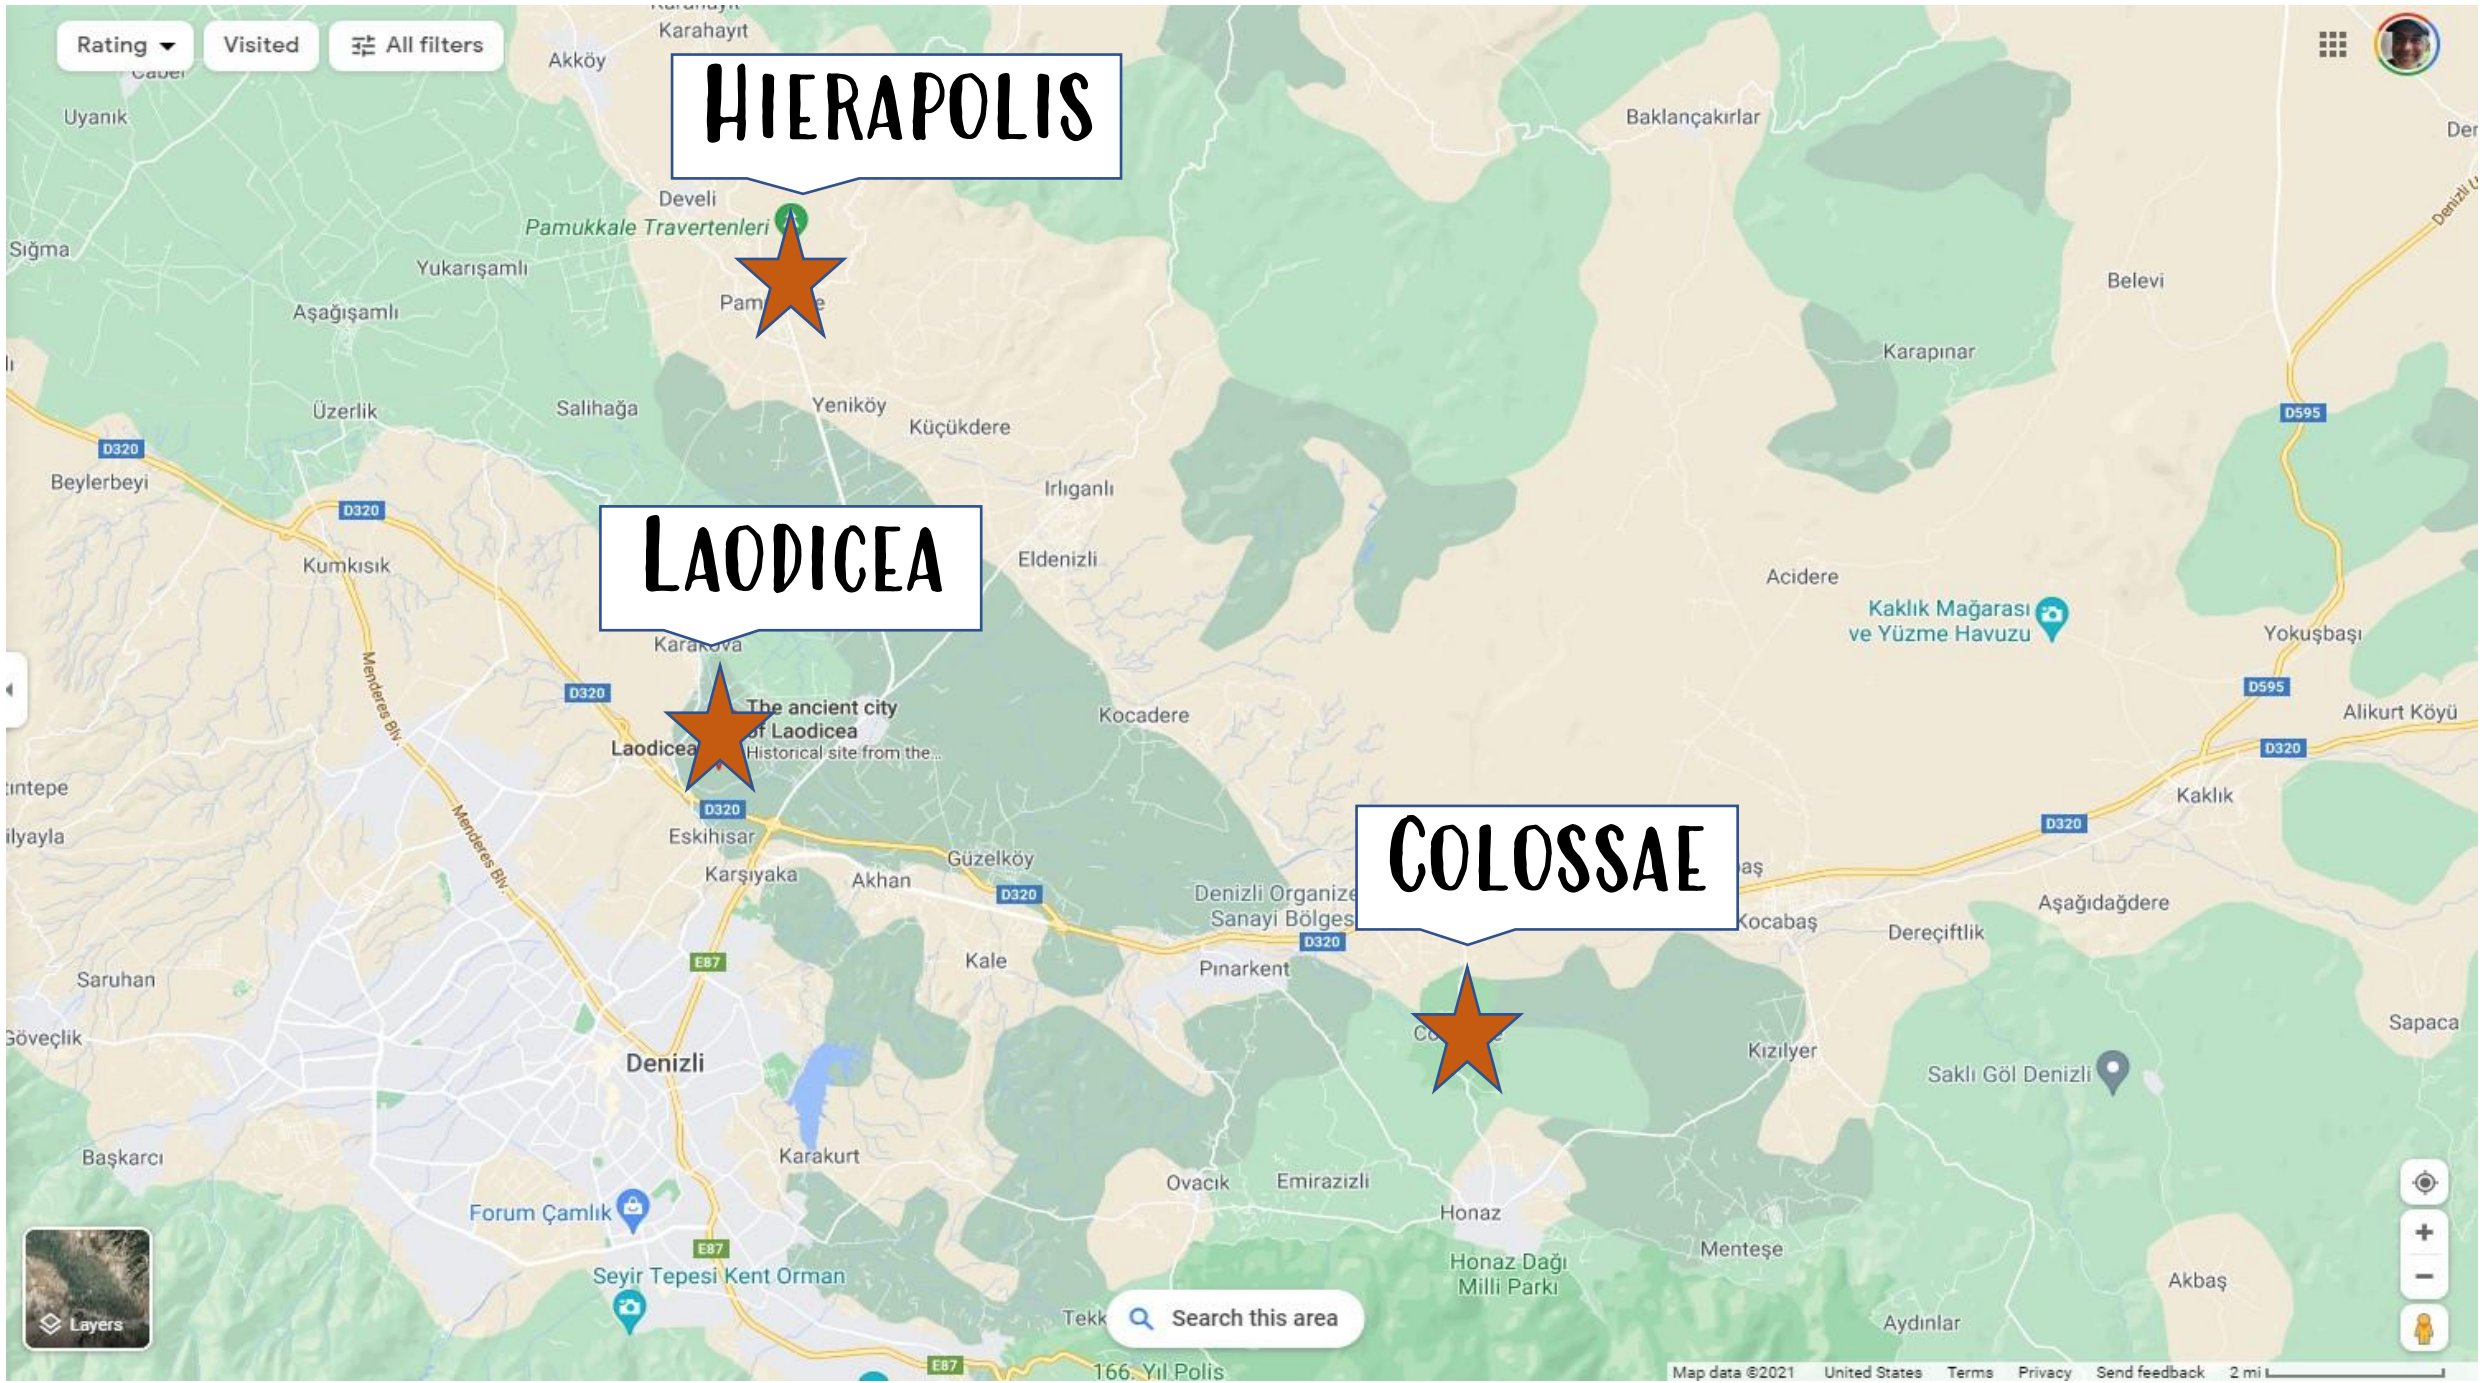 Karahayıt
Rating
Visited
All filters
Akköy
HIERAPOLIS
Uyanık
Baklançakırlar
Develi
Pamukkale Travertenleri
Denizli
Sığma
Yukarışamlı
Belevi
Aşağışamlı
Karapınar
Üzerlik
Salihağa
Yeniköy
Küçükdere
D595
D320
Beylerbeyi
Irlıganlı
D320
LAODICEA
Kumkısık
Eldenizli
Acidere
Kaklık Mağarası
ve Yüzme Havuzu
Yokuşbaşı
Karakova
Menderes Blv.
D320
D595
The ancient city
of Laodicea
Historical site from the...
Laodicea
Kocadere
Alikurt Köyü
D320
Kaklık
D320
D320
Eskihisar
Menderes Blv.
COLOSSAE
Güzelköy
Karşıyaka
Akhan
D320
Denizli Organize
Sanayi Bölges
D320
Kocabaş
Aşağıdağdere
Dereçiftlik
E87
Kale
Pınarkent
Saruhan
Göveçlik
Sapaca
Kızılyer
Denizli
Saklı Göl Denizli
Başkarcı
Karakurt
Ovacık
Emirazizli
Forum Çamlık
Honaz
E87
Menteşe
Honaz Dağı
Milli Parkı
Seyir Tepesi Kent Orman
Akbaş
Layers
Tekk
Search this area
Aydınlar
E87
166. Yıl Polis
Map data ©2021
United States
Terms
Privacy
Send feedback
2 mi